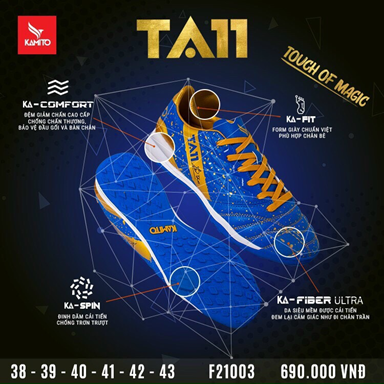 KAMITO
TA11
TOUCH OF MAGIC
KA-COMFORT
ĐỆM GIẢM CHẤN CAO CẤP
CHỐNG CHẤN THƯƠNG,
BẢO VỆ ĐẦU GỐI VÀ BÀN CHÂN
KA-FIT
FORM GIÀY CHUẨN VIỆT
PHÙ HỢP CHÂN BÈ
TA11
KAMITO
KA-SPIN
ĐINH DĂM CẢI TIẾN
CHỐNG TRƠN TRƯỢT
KA-FIBER ULTRA
DA SIÊU MỀM ĐƯỢC CẢI TIẾN
ĐEM LẠI CẢM GIÁC NHƯ ĐI CHÂN TRẦN
38 - 39 - 40 - 41 - 42 - 43
F21003
690.000 VNĐ